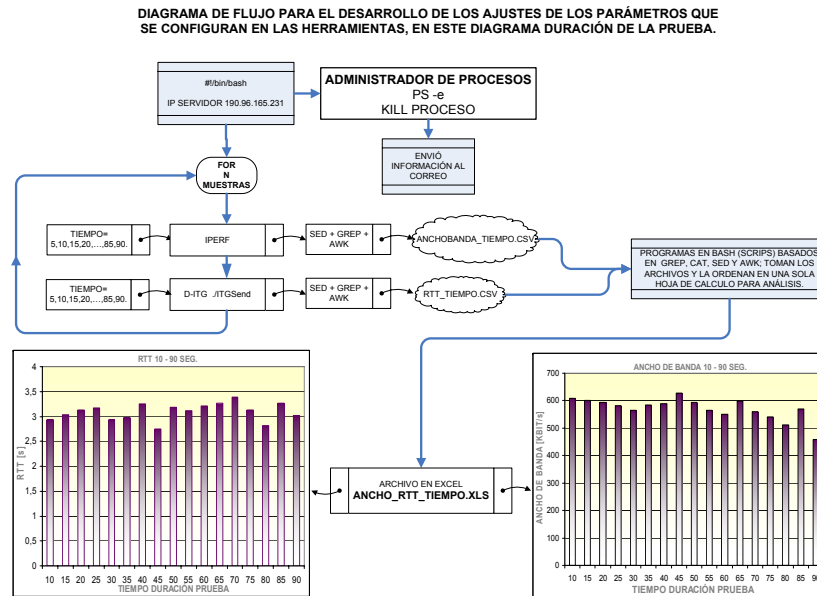 DIAGRAMA DE FLUJO PARA EL DESARROLLO DE LOS AJUSTES DE LOS PARÁMETROS QUE
SE CONFIGURAN EN LAS HERRAMIENTAS, EN ESTE DIAGRAMA DURACIÓN DE LA PRUEBA.
#!/bin/bash
IP SERVIDOR 190.96.165.231
ADMINISTRADOR DE PROCESOS
PS -e
KILL PROCESO
ENVIÓ
INFORMACIÓN AL
CORREO
FOR
N
MUESTRAS
TIEMPO=
5,10,15,20,...,85,90.
IPERF
SED + GREP +
AWK
ANCHOBANDA_TIEMPO.CSV
TIEMPO=
5,10,15,20,...,85,90.
D-ITG ./ITGSend
SED + GREP +
AWK
RTT_TIEMPO.CSV
PROGRAMAS EN BASH (SCRIPS) BASADOS
EN GREP, CAT, SED Y AWK; TOMAN LOS
ARCHIVOS Y LA ORDENAN EN UNA SOLA
HOJA DE CALCULO PARA ANÁLISIS.
RTT 10 - 90 SEG.
RTT [s]
4
3,5
3
2,5
2
1,5
1
0,5
0
10 15 20 25 30 35 40 45 50 55 60 65 70 75 80 85 90
TIEMPO DURACIÓN PRUEBA
ARCHIVO EN EXCEL
ANCHO_RTT_TIEMPO.XLS
ANCHO DE BANDA 10 - 90 SEG.
ANCHO DE BANDA [KBIT/s]
700
600
500
400
300
200
100
0
10 15 20 25 30 35 40 45 50 55 60 65 70 75 80 85 90
TIEMPO DURACIÓN PRUEBA